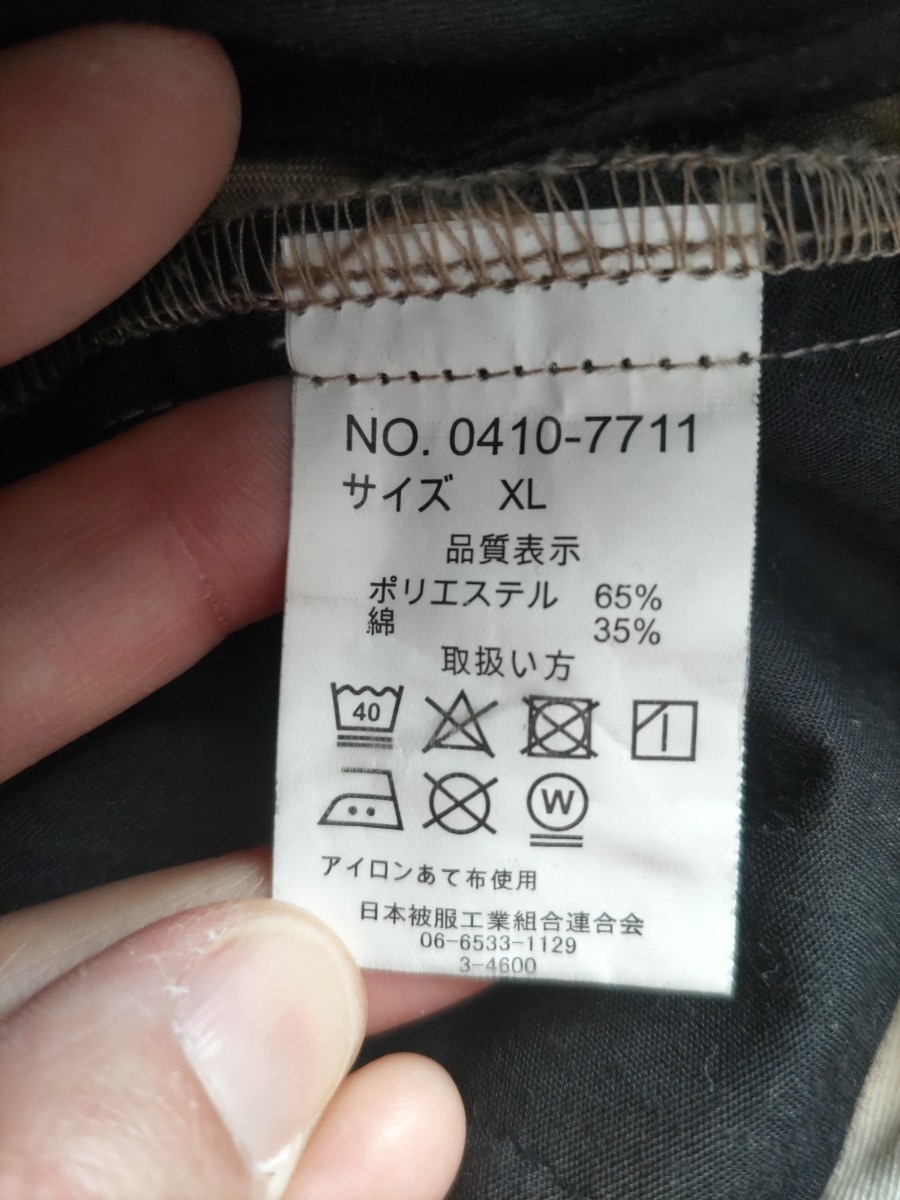 NO. 0410-7711
サイズ XL
品質表示
ポリエステル 65%
綿 35%
取扱い方
40
W
アイロンあて布使用
日本被服工業組合連合会
06-6533-1129
3-4600